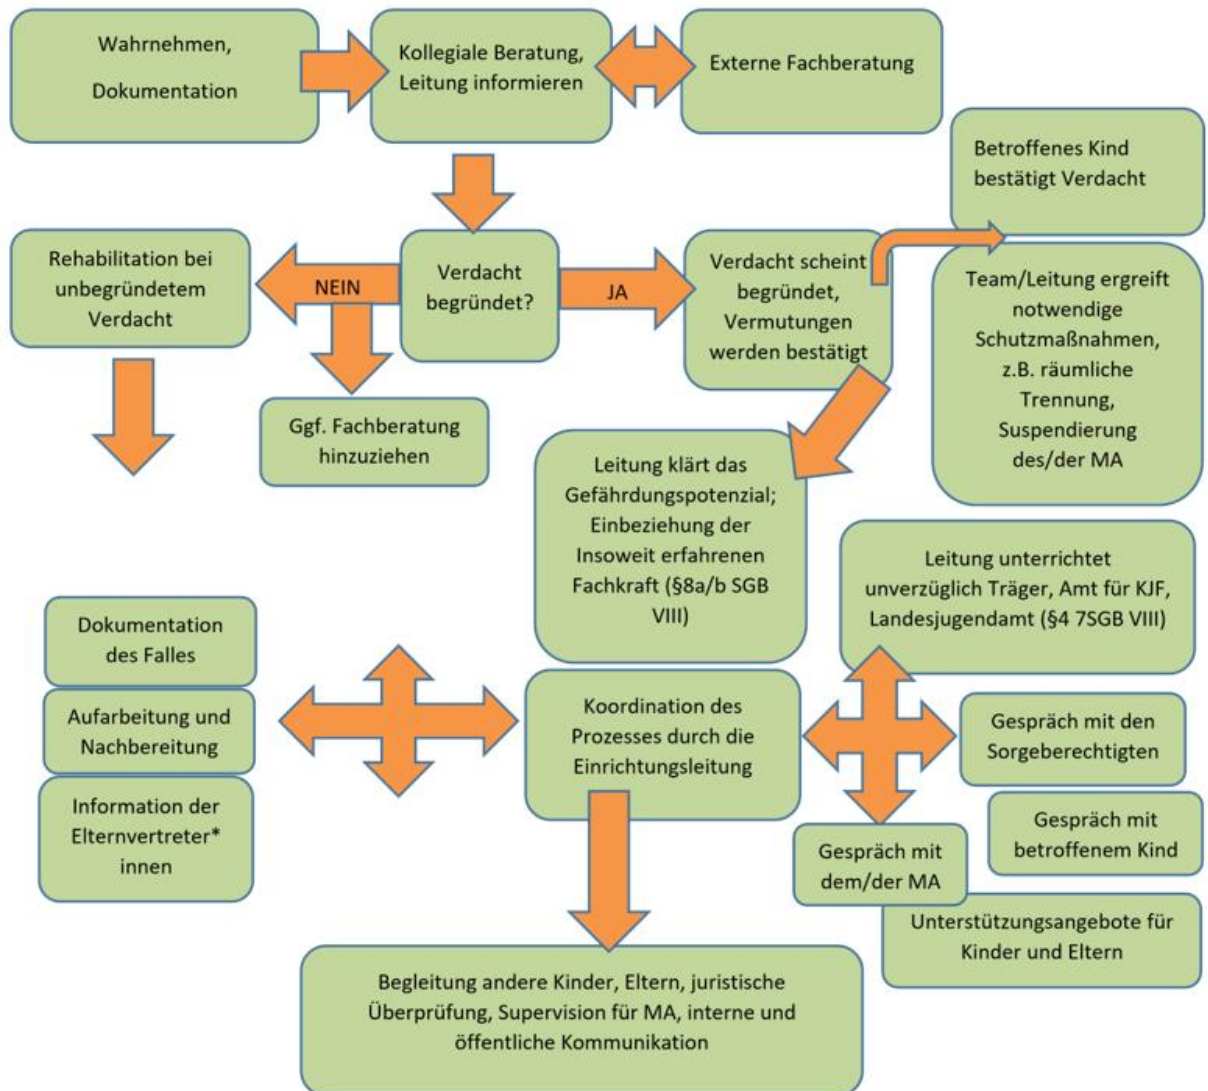 Wahrnehmen,
Dokumentation
Kollegiale Beratung,
Leitung informieren
Externe Fachberatung
Betroffenes Kind
bestätigt Verdacht
Rehabilitation bei
unbegründetem
Verdacht
NEIN
Verdacht
begründet?
JA
Verdacht scheint
begründet,
Vermutungen
werden bestätigt
Team/Leitung ergreift
notwendige
Schutzmaßnahmen,
z.B. räumliche
Trennung,
Suspendierung
des/der MA
Ggf. Fachberatung
hinzuziehen
Leitung klärt das
Gefährdungspotenzial;
Einbeziehung der
Insoweit erfahrenen
Fachkraft (§8a/b SGB
VIII)
Leitung unterrichtet
unverzüglich Träger, Amt für KJF,
Landesjugendamt (§4 7SGB VIII)
Dokumentation
des Falles
Aufarbeitung und
Nachbereitung
Information der
Elternvertreter*
innen
Koordination des
Prozesses durch die
Einrichtungsleitung
Gespräch mit den
Sorgeberechtigten
Gespräch mit
betroffenem Kind
Gespräch mit
dem/der MA
Unterstützungsangebote für
Kinder und Eltern
Begleitung andere Kinder, Eltern, juristische
Überprüfung, Supervision für MA, interne und
öffentliche Kommunikation